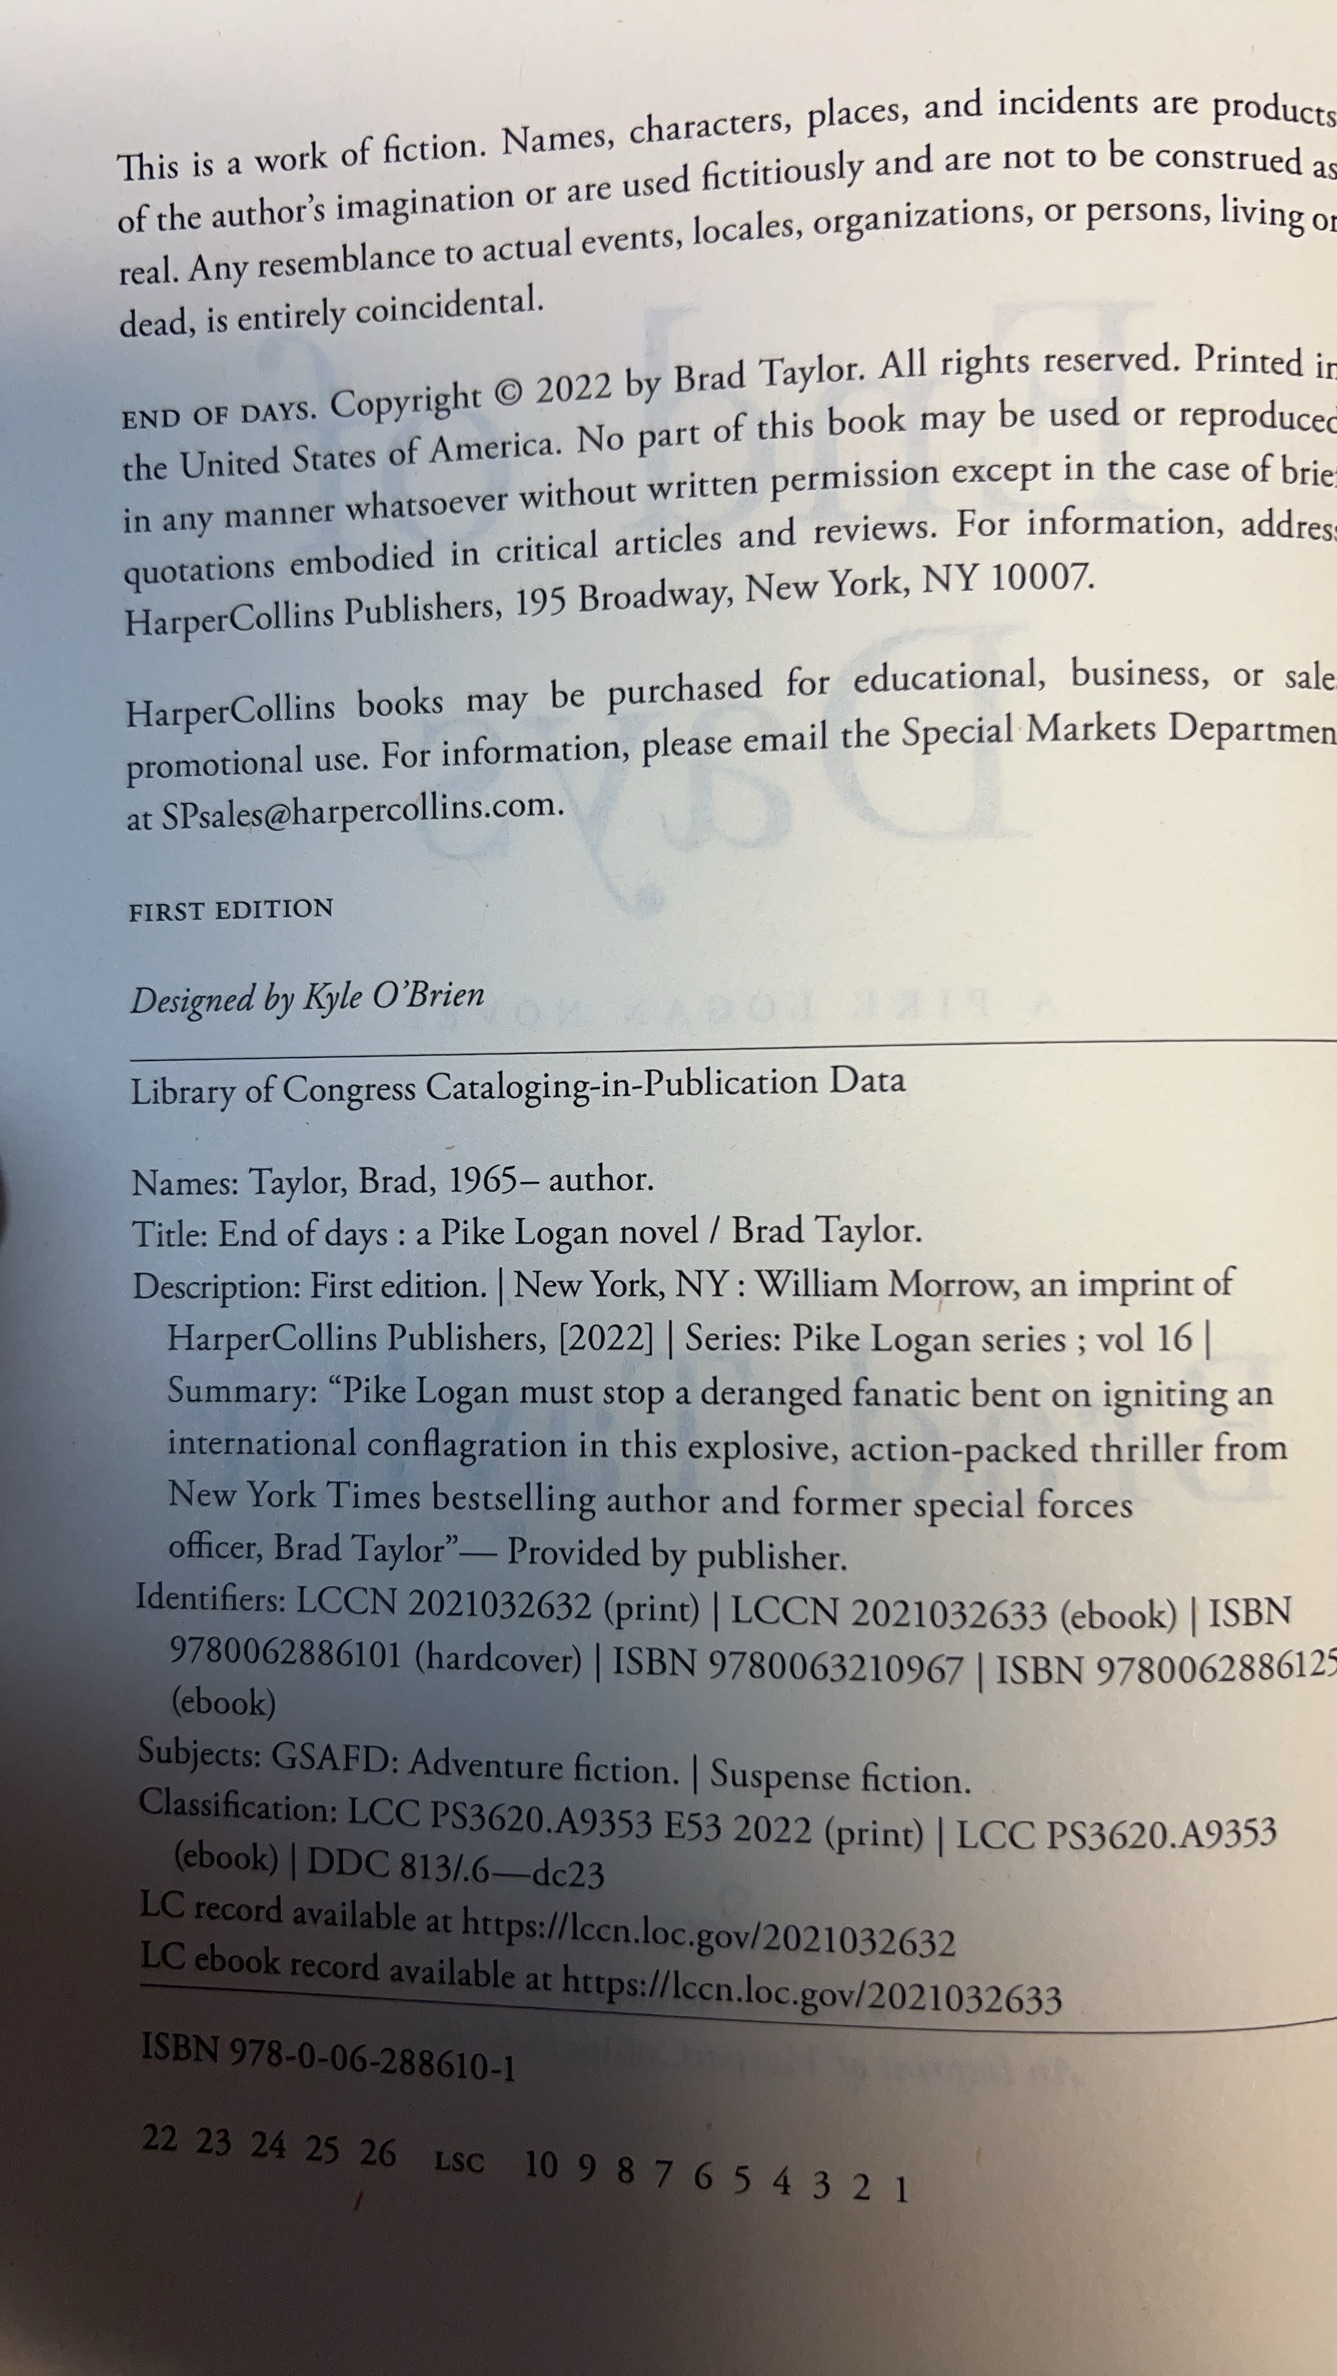 This is a work of fiction. Names, characters, places, and incidents are products
of the author's imagination or are used fictitiously and are not to be construed as
real. Any resemblance to actual events, locales, organizations, or persons, living or
dead, is entirely coincidental.
END OF DAYS. Copyright © 2022 by Brad Taylor. All rights reserved. Printed in
the United States of America. No part of this book may be used or reproduced
in any manner whatsoever without written permission except in the case of brie
quotations embodied in critical articles and reviews. For information, addres
HarperCollins Publishers, 195 Broadway, New York, NY 10007.
HarperCollins books may be purchased for educational, business, or sale
promotional use. For information, please email the Special Markets Departmen
at SPsales@harpercollins.com.
FIRST EDITION
Designed by Kyle O'Brien
Library of Congress Cataloging-in-Publication Data
Names: Taylor, Brad, 1965– author.
Title: End of days : a Pike Logan novel / Brad Taylor.
Description: First edition. | New York, NY : William Morrow, an imprint of
HarperCollins Publishers, [2022] | Series: Pike Logan series ; vol 16 |
Summary: “Pike Logan must stop a deranged fanatic bent on igniting an
international conflagration in this explosive, action-packed thriller from
New York Times bestselling author and former special forces
officer, Brad Taylor”— Provided by publisher.
Identifiers: LCCN 2021032632 (print) | LCCN 2021032633 (ebook) | ISBN
9780062886101 (hardcover) | ISBN 9780063210967 | ISBN 9780062886125
(ebook)
Subjects: GSAFD: Adventure fiction. | Suspense fiction.
Classification: LCC PS3620.A9353 E53 2022 (print) | LCC PS3620.A9353
(ebook) | DDC 813/.6—dc23
LC record available at https://lccn.loc.gov/2021032632
LC ebook record available at https://lccn.loc.gov/2021032633
ISBN 978-0-06-288610-1
22 23 24 25 26 LSC 10 9 8 7 6 5 4 3 2 1